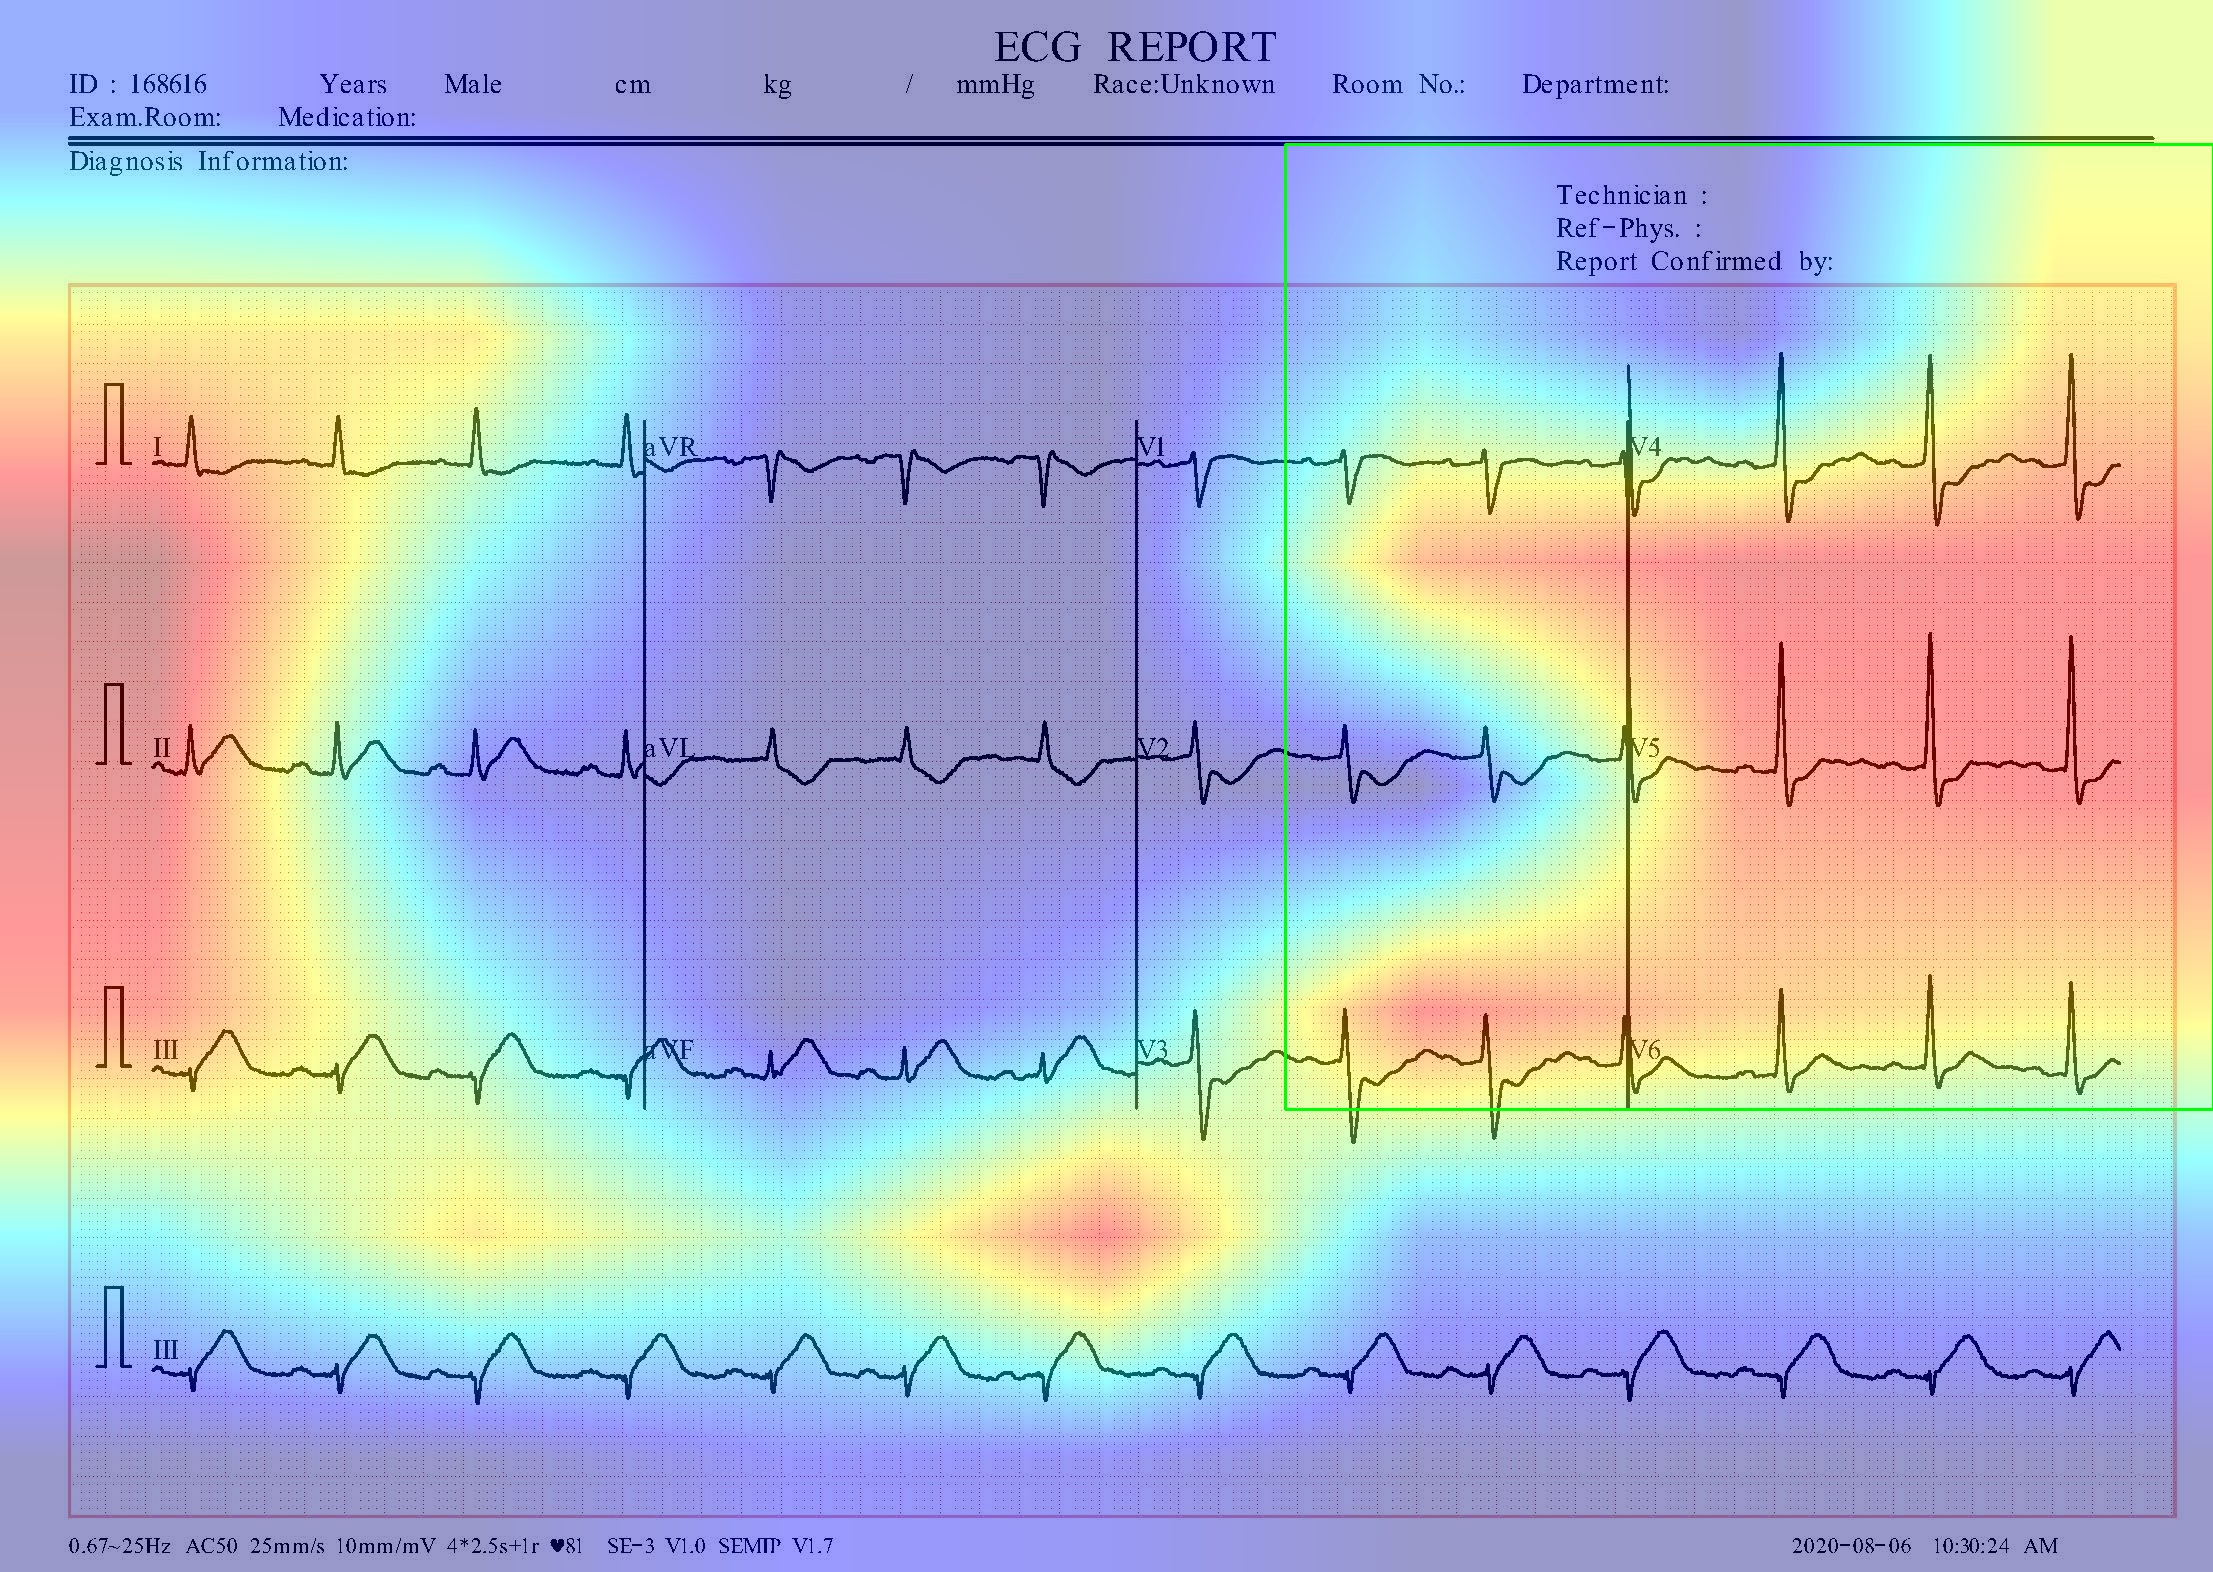 ECG REPORT
ID : 168616 Years Male cm kg / mmHg Race:Unknown Room No.: Department:
Exam.Room: Medication:
Diagnosis Information:
Technician :
Ref-Phys. :
Report Confirmed by:
I aVR V1 V4
II aVL V2 V5
III aVF V3 V6
III
0.67~25Hz AC50 25mm/s 10mm/mV 4*2.5s+1r ♥81 SE-3 V1.0 SEMIP V1.7 2020-08-06 10:30:24 AM